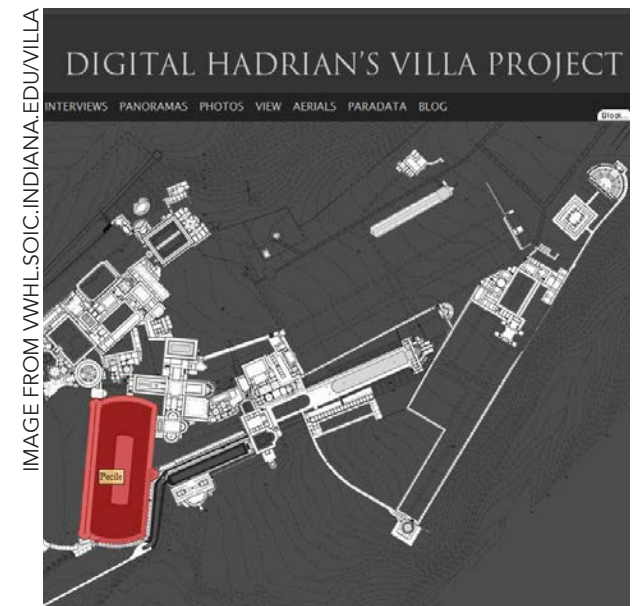 IMAGE FROM VWHL.SOIC.INDIANA.EDU/VILLA
DIGITAL HADRIAN'S VILLA PROJECT
INTERVIEWS PANORAMAS PHOTOS VIEW AERIALS PARADATA BLOG
Block...
Pecile